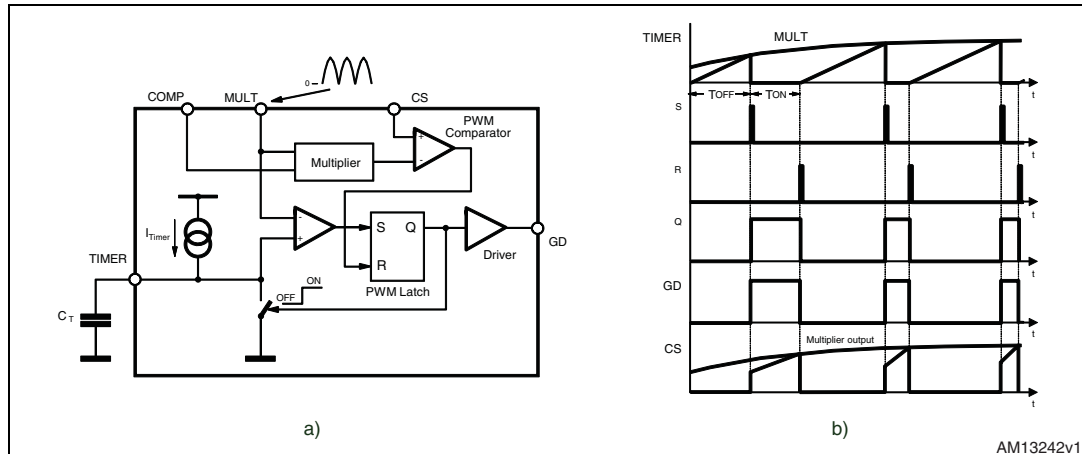 0
COMP
MULT
CS
PWM
Comparator
+
-
Multiplier
ITimer
-
+
S
Q
R
PWM Latch
Driver
GD
TIMER
ON
OFF
CT
a)
TIMER
MULT
t
TOFF
TON
S
t
R
t
Q
t
GD
t
CS
Multiplier output
t
b)
AM13242v1